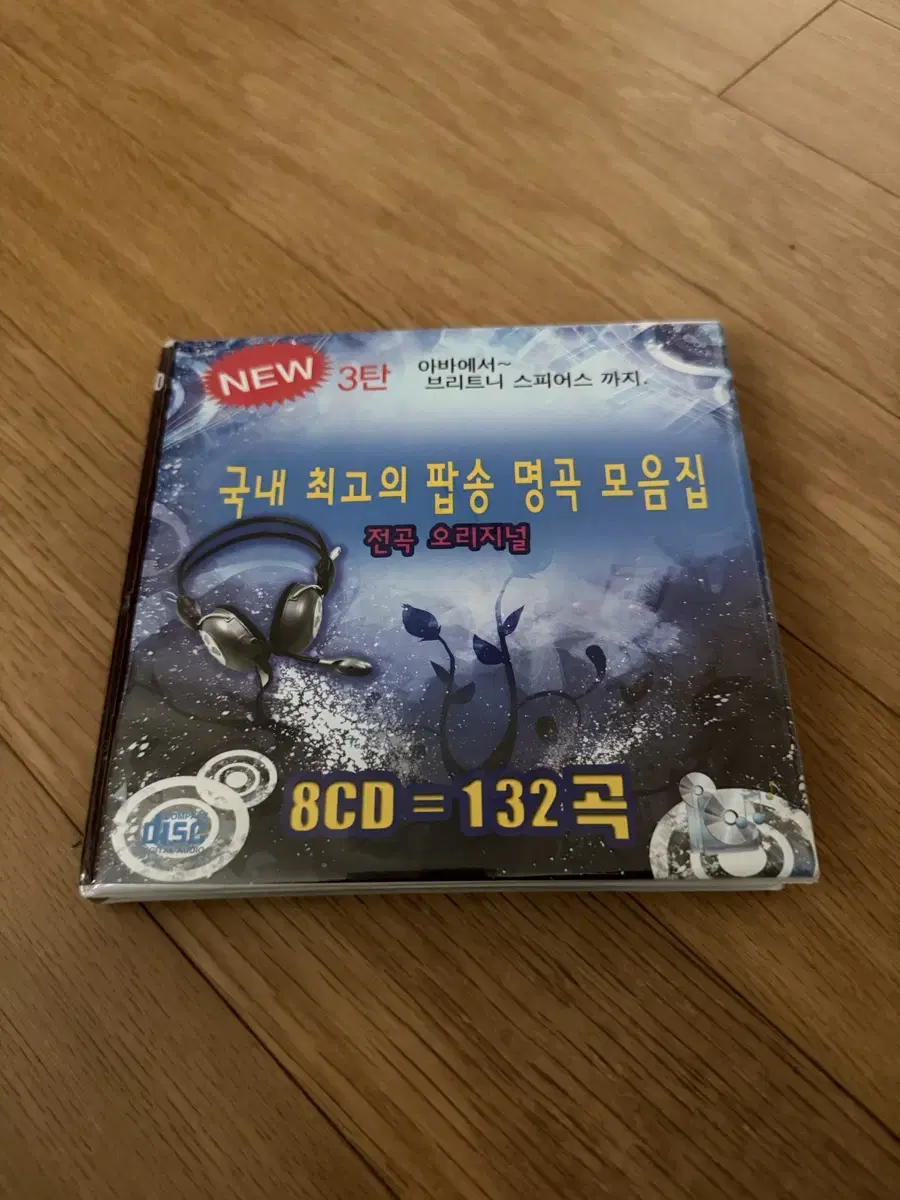 NEW 3탄
아바에서~
브리트니 스피어스 까지.
국내 최고의 팝송 명곡 모음집
전곡 오리지널
8CD = 132곡
disc